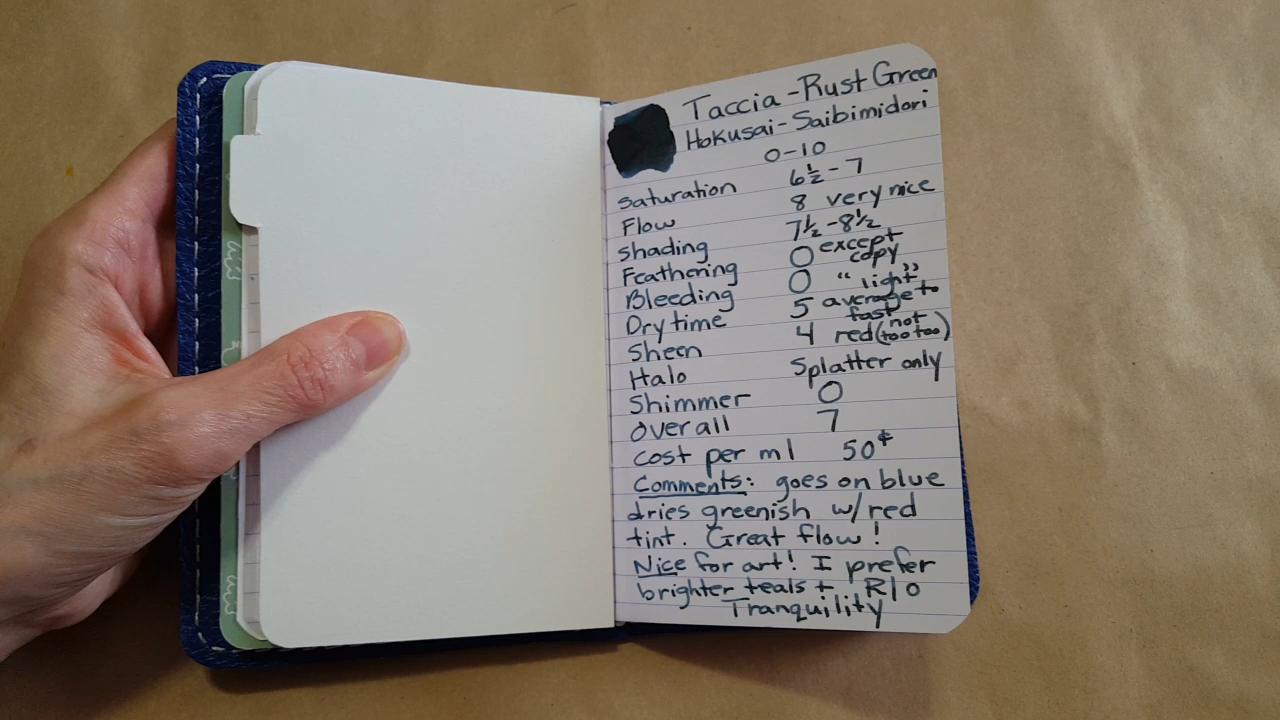 Taccia - Rust Green
Hokusai - Saibimidori
0-10
Saturation 6½ - 7
Flow 8 very nice
Shading 7½ - 8½
Feathering 0 except copy
Bleeding 0 " light"
Dry time 5 average to fast
Sheen 4 red (not too too)
Halo Splatter only
Shimmer 0
Overall 7
cost per ml 50¢
Comments: goes on blue
dries greenish w/ red
tint. Great flow!
Nice for art! I prefer
brighter teals + R/O
Tranquility